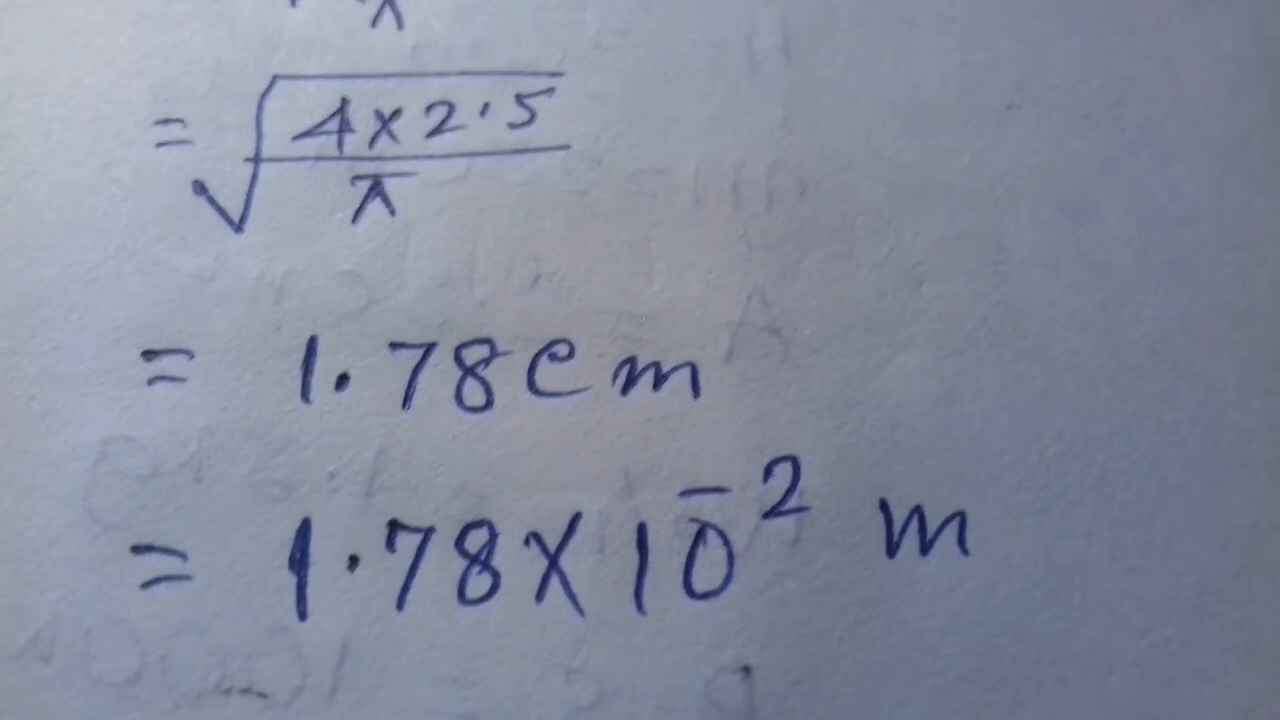 π
= √(4×2.5/π)
= 1.78cm
= 1.78×10⁻² m